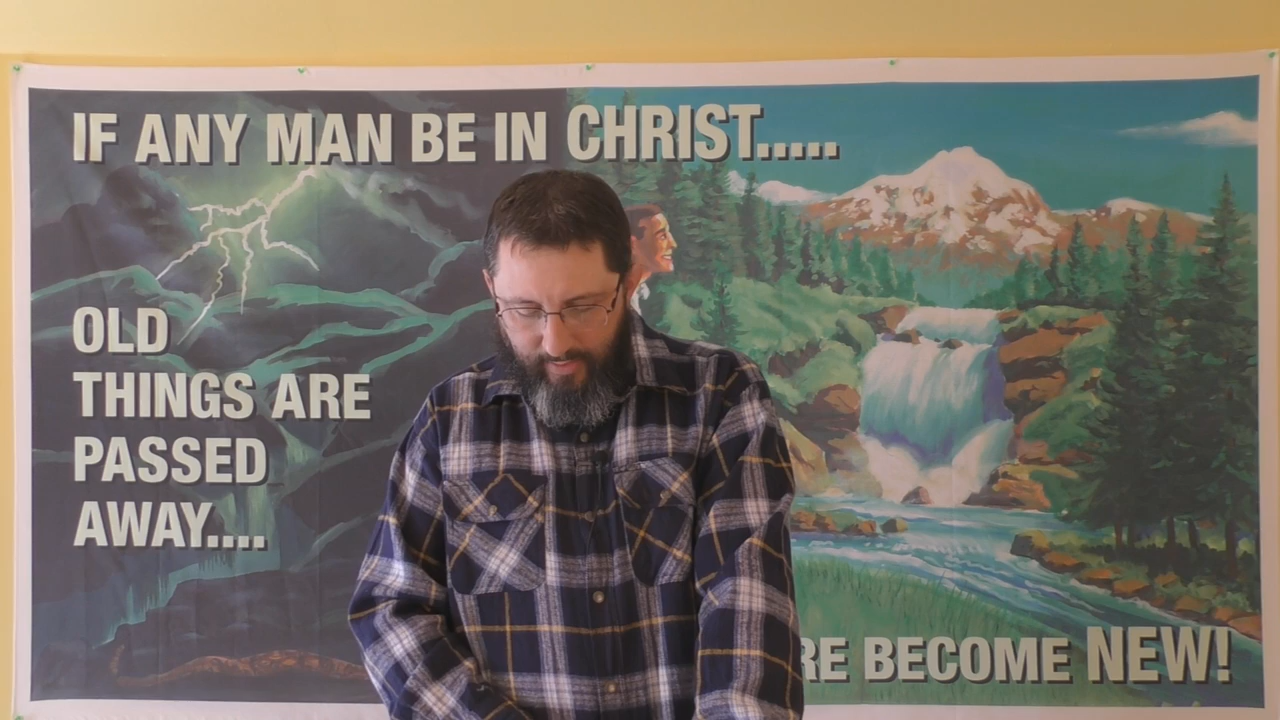 IF ANY MAN BE IN CHRIST.....
OLD
THINGS ARE
PASSED
AWAY....
RE BECOME NEW!